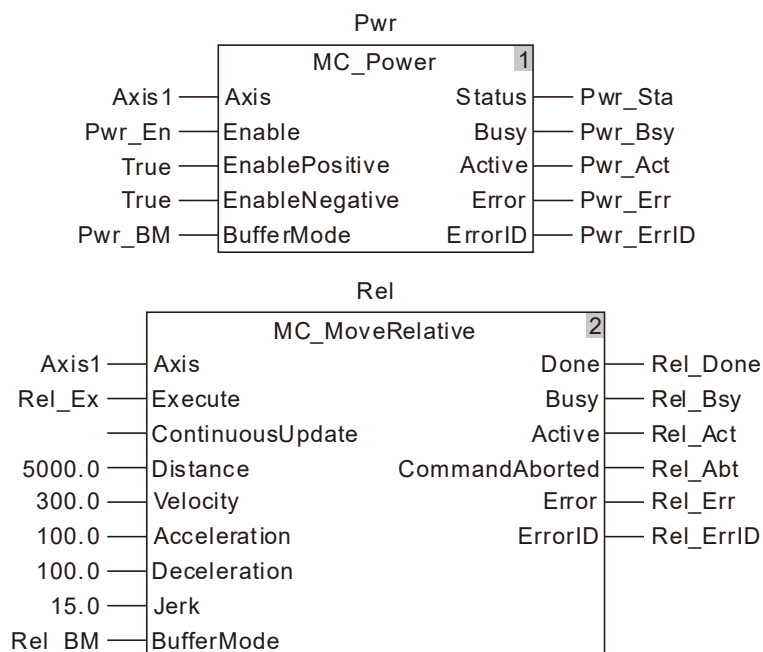 Pwr
MC_Power 1
Axis1 Axis Status Pwr_Sta
Pwr_En Enable Busy Pwr_Bsy
True EnablePositive Active Pwr_Act
True EnableNegative Error Pwr_Err
Pwr_BM BufferMode ErrorID Pwr_ErrID
Rel
MC_MoveRelative 2
Axis1 Axis Done Rel_Done
Rel_Ex Execute Busy Rel_Bsy
ContinuousUpdate Active Rel_Act
5000.0 Distance CommandAborted Rel_Abt
300.0 Velocity Error Rel_Err
100.0 Acceleration ErrorID Rel_ErrID
100.0 Deceleration
15.0 Jerk
Rel_BM BufferMode